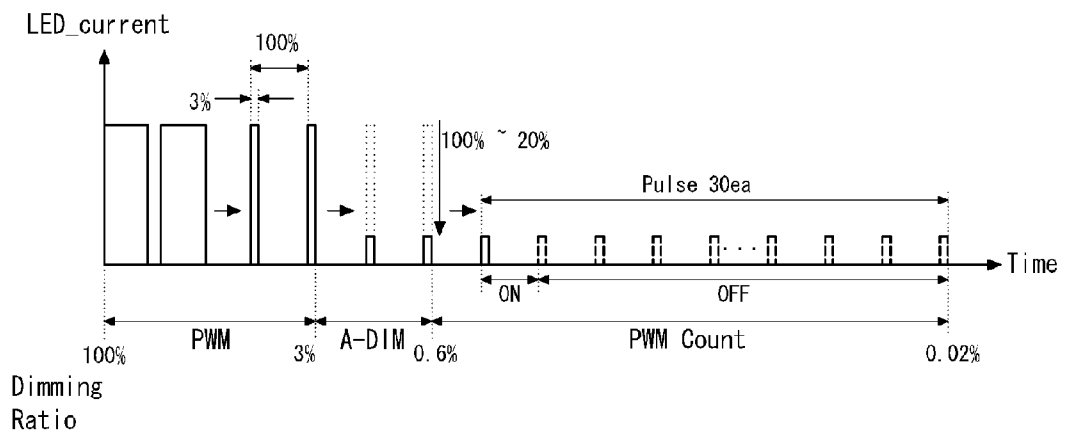 LED_current
100%
3%
100% ~ 20%
Pulse 30ea
Time
ON
OFF
PWM
A-DIM
PWM Count
100%
3%
0.6%
0.02%
Dimming
Ratio